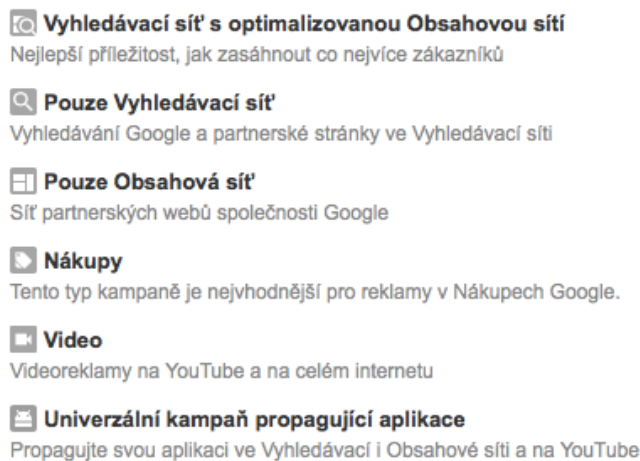 Vyhledávací síť s optimalizovanou Obsahovou sítí
Nejlepší příležitost, jak zasáhnout co nejvíce zákazníků
Pouze Vyhledávací síť
Vyhledávání Google a partnerské stránky ve Vyhledávací síti
Pouze Obsahová síť
Síť partnerských webů společnosti Google
Nákupy
Tento typ kampaně je nejvhodnější pro reklamy v Nákupech Google.
Video
Videoreklamy na YouTube a na celém internetu
Univerzální kampaň propagující aplikace
Propagujte svou aplikaci ve Vyhledávací i Obsahové síti a na YouTube